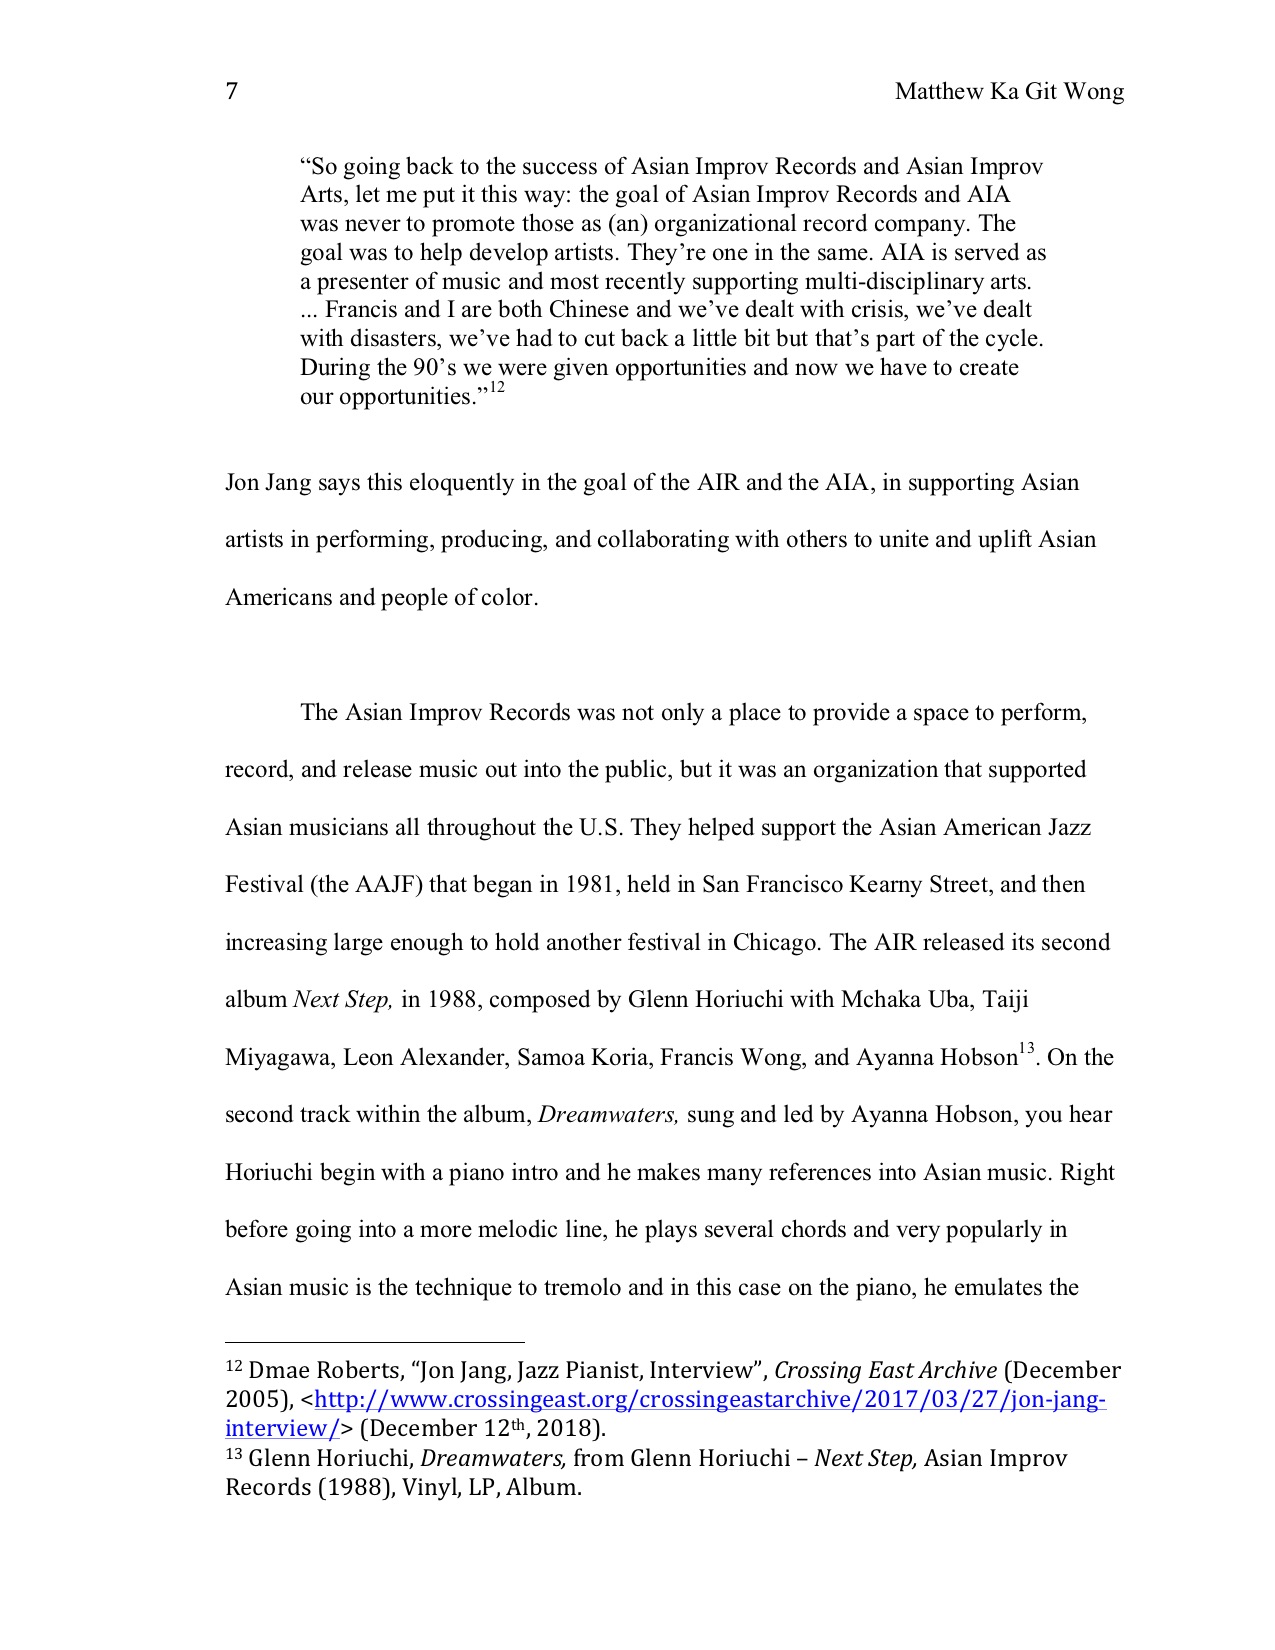 7 Matthew Ka Git Wong
“So going back to the success of Asian Improv Records and Asian Improv
Arts, let me put it this way: the goal of Asian Improv Records and AIA
was never to promote those as (an) organizational record company. The
goal was to help develop artists. They’re one in the same. AIA is served as
a presenter of music and most recently supporting multi-disciplinary arts.
... Francis and I are both Chinese and we’ve dealt with crisis, we’ve dealt
with disasters, we’ve had to cut back a little bit but that’s part of the cycle.
During the 90’s we were given opportunities and now we have to create
our opportunities.”12
Jon Jang says this eloquently in the goal of the AIR and the AIA, in supporting Asian
artists in performing, producing, and collaborating with others to unite and uplift Asian
Americans and people of color.
The Asian Improv Records was not only a place to provide a space to perform,
record, and release music out into the public, but it was an organization that supported
Asian musicians all throughout the U.S. They helped support the Asian American Jazz
Festival (the AAJF) that began in 1981, held in San Francisco Kearny Street, and then
increasing large enough to hold another festival in Chicago. The AIR released its second
album Next Step, in 1988, composed by Glenn Horiuchi with Mchaka Uba, Taiji
Miyagawa, Leon Alexander, Samoa Koria, Francis Wong, and Ayanna Hobson13. On the
second track within the album, Dreamwaters, sung and led by Ayanna Hobson, you hear
Horiuchi begin with a piano intro and he makes many references into Asian music. Right
before going into a more melodic line, he plays several chords and very popularly in
Asian music is the technique to tremolo and in this case on the piano, he emulates the
12 Dmae Roberts, “Jon Jang, Jazz Pianist, Interview”, Crossing East Archive (December
2005), <http://www.crossingeast.org/crossingeastarchive/2017/03/27/jon-jang-
interview/> (December 12th, 2018).
13 Glenn Horiuchi, Dreamwaters, from Glenn Horiuchi – Next Step, Asian Improv
Records (1988), Vinyl, LP, Album.